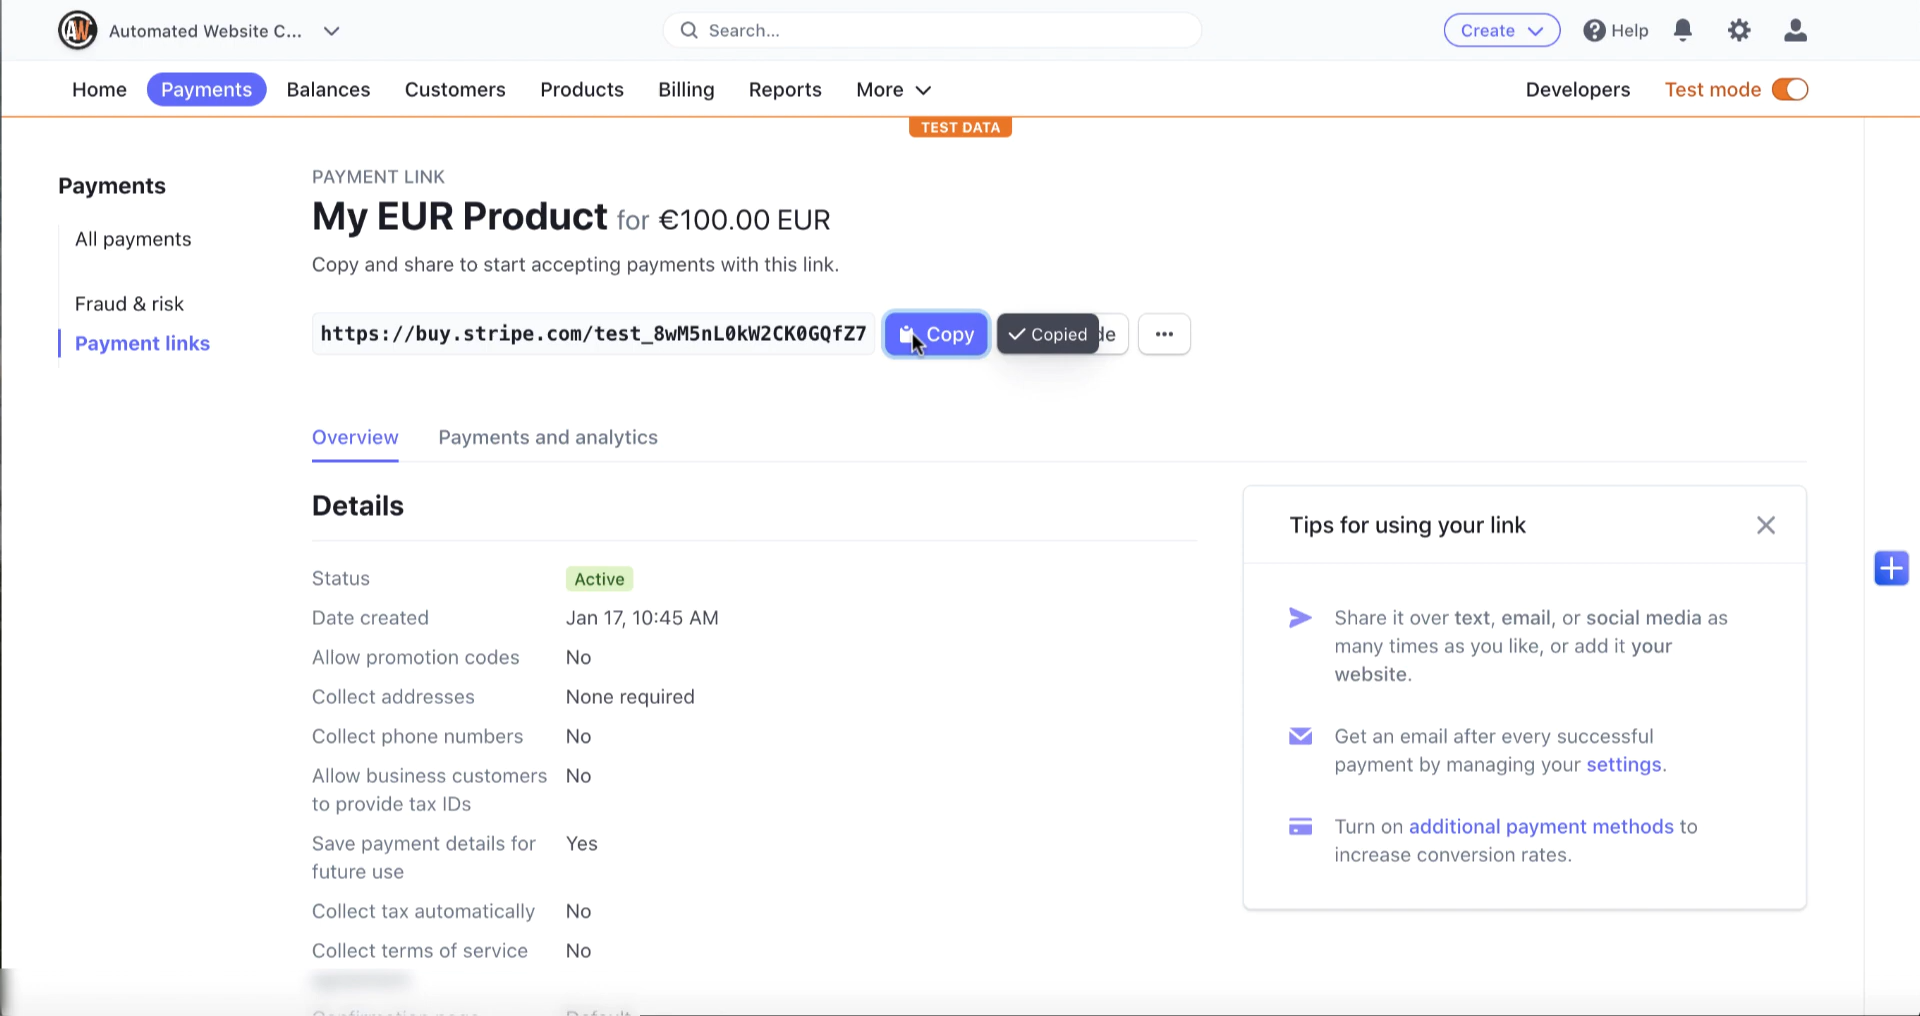 AW Automated Website C...
Search...
Create
Help
Home
Payments
Balances
Customers
Products
Billing
Reports
More
Developers
Test mode
TEST DATA
Payments
All payments
Fraud & risk
Payment links
PAYMENT LINK
My EUR Product for €100.00 EUR
Copy and share to start accepting payments with this link.
https://buy.stripe.com/test_8wM5nL0kW2CK0GQfZ7
Copy
Copied
de
Overview
Payments and analytics
Details
Status Active
Date created Jan 17, 10:45 AM
Allow promotion codes No
Collect addresses None required
Collect phone numbers No
Allow business customers No
to provide tax IDs
Save payment details for Yes
future use
Collect tax automatically No
Collect terms of service No
Tips for using your link
Share it over text, email, or social media as
many times as you like, or add it your
website.
Get an email after every successful
payment by managing your settings.
Turn on additional payment methods to
increase conversion rates.